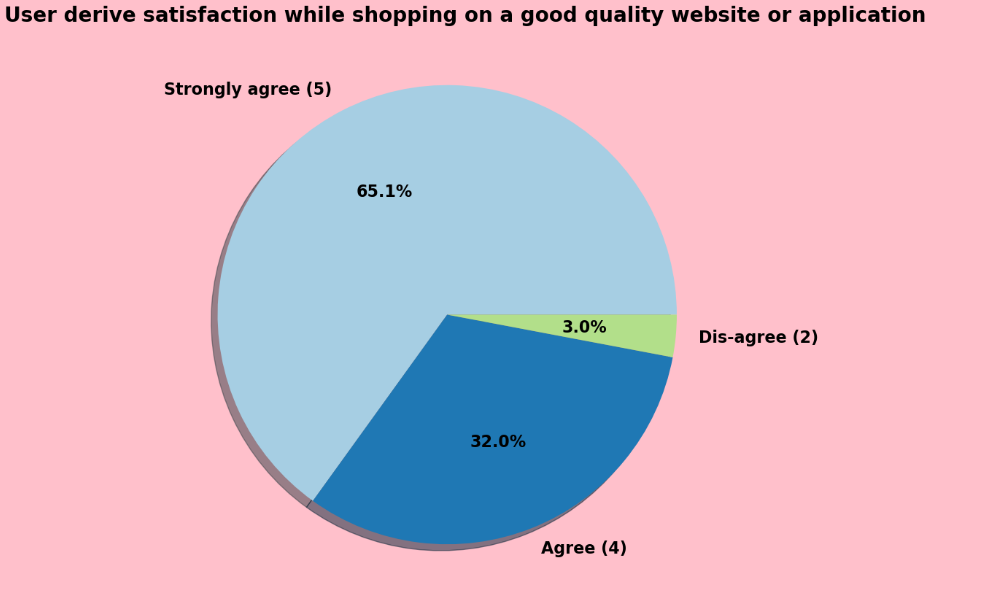 User derive satisfaction while shopping on a good quality website or application
Strongly agree (5)
65.1%
3.0%
Dis-agree (2)
32.0%
Agree (4)